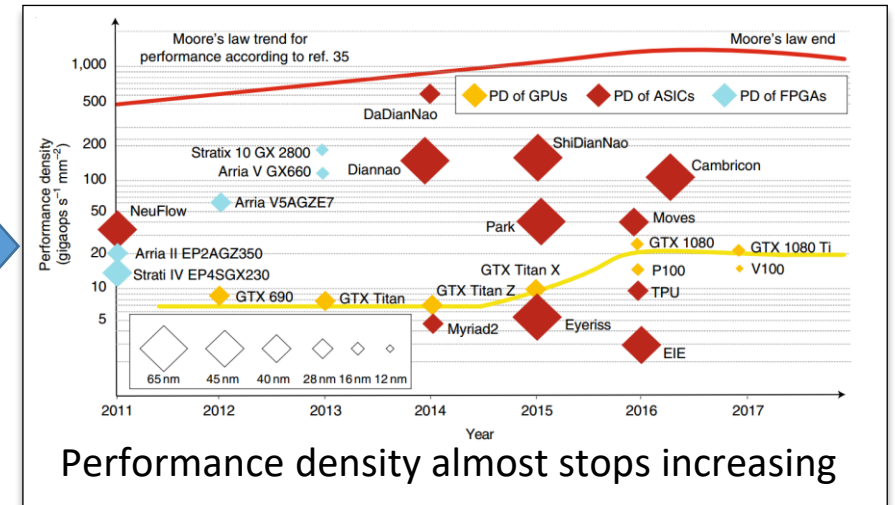 Moore's law trend for
performance according to ref. 35
Moore's law end
PD of GPUs
PD of ASICs
PD of FPGAs
Performance density
(gigaops s⁻¹ mm⁻²)
1,000
500
200
100
50
20
10
5
DaDianNao
Stratix 10 GX 2800
Arria V GX660
Diannao
ShiDianNao
Cambricon
Arria V5AGZE7
NeuFlow
Park
Moves
GTX 1080
GTX 1080 Ti
Arria II EP2AGZ350
Strati IV EP4SGX230
GTX Titan X
P100
V100
GTX 690
GTX Titan
GTX Titan Z
TPU
Myriad2
Eyeriss
EIE
65 nm 45 nm 40 nm 28 nm 16 nm 12 nm
2011 2012 2013 2014 2015 2016 2017
Year
Performance density almost stops increasing